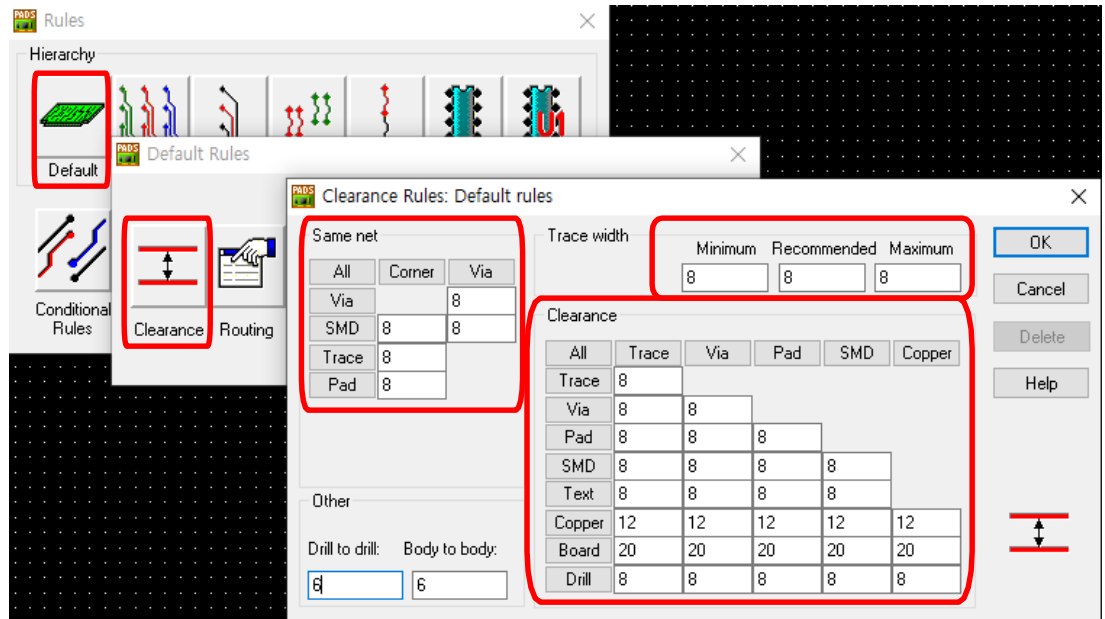 PADS Rules
Hierarchy
Default
U1
PADS Default Rules
Conditional Rules
Clearance Routing
PADS Clearance Rules: Default rules
Same net
All Corner Via
Via 8
SMD 8 8
Trace 8
Pad 8
Trace width
Minimum Recommended Maximum
8 8 8
Clearance
All Trace Via Pad SMD Copper
Trace 8
Via 8 8
Pad 8 8 8
SMD 8 8 8 8
Text 8 8 8 8
Copper 12 12 12 12 12
Board 20 20 20 20 20
Drill 8 8 8 8 8
Other
Drill to drill: Body to body:
6 6
OK
Cancel
Delete
Help